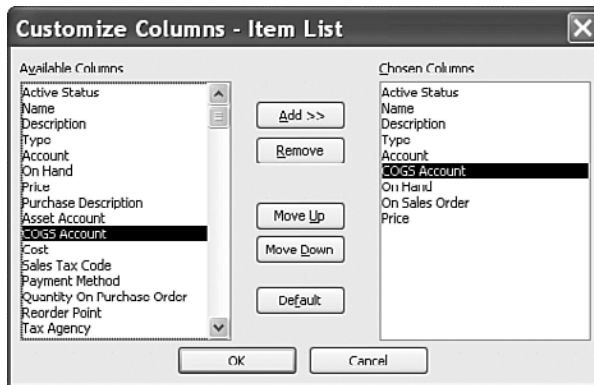 Customize Columns - Item List
Available Columns
Active Status
Name
Description
Type
Account
On Hand
Price
Purchase Description
Asset Account
COGS Account
Cost
Sales Tax Code
Payment Method
Quantity On Purchase Order
Reorder Point
Tax Agency
Add >>
Remove
Move Up
Move Down
Default
Chosen Columns
Active Status
Name
Description
Type
Account
COGS Account
On Hand
On Sales Order
Price
OK
Cancel